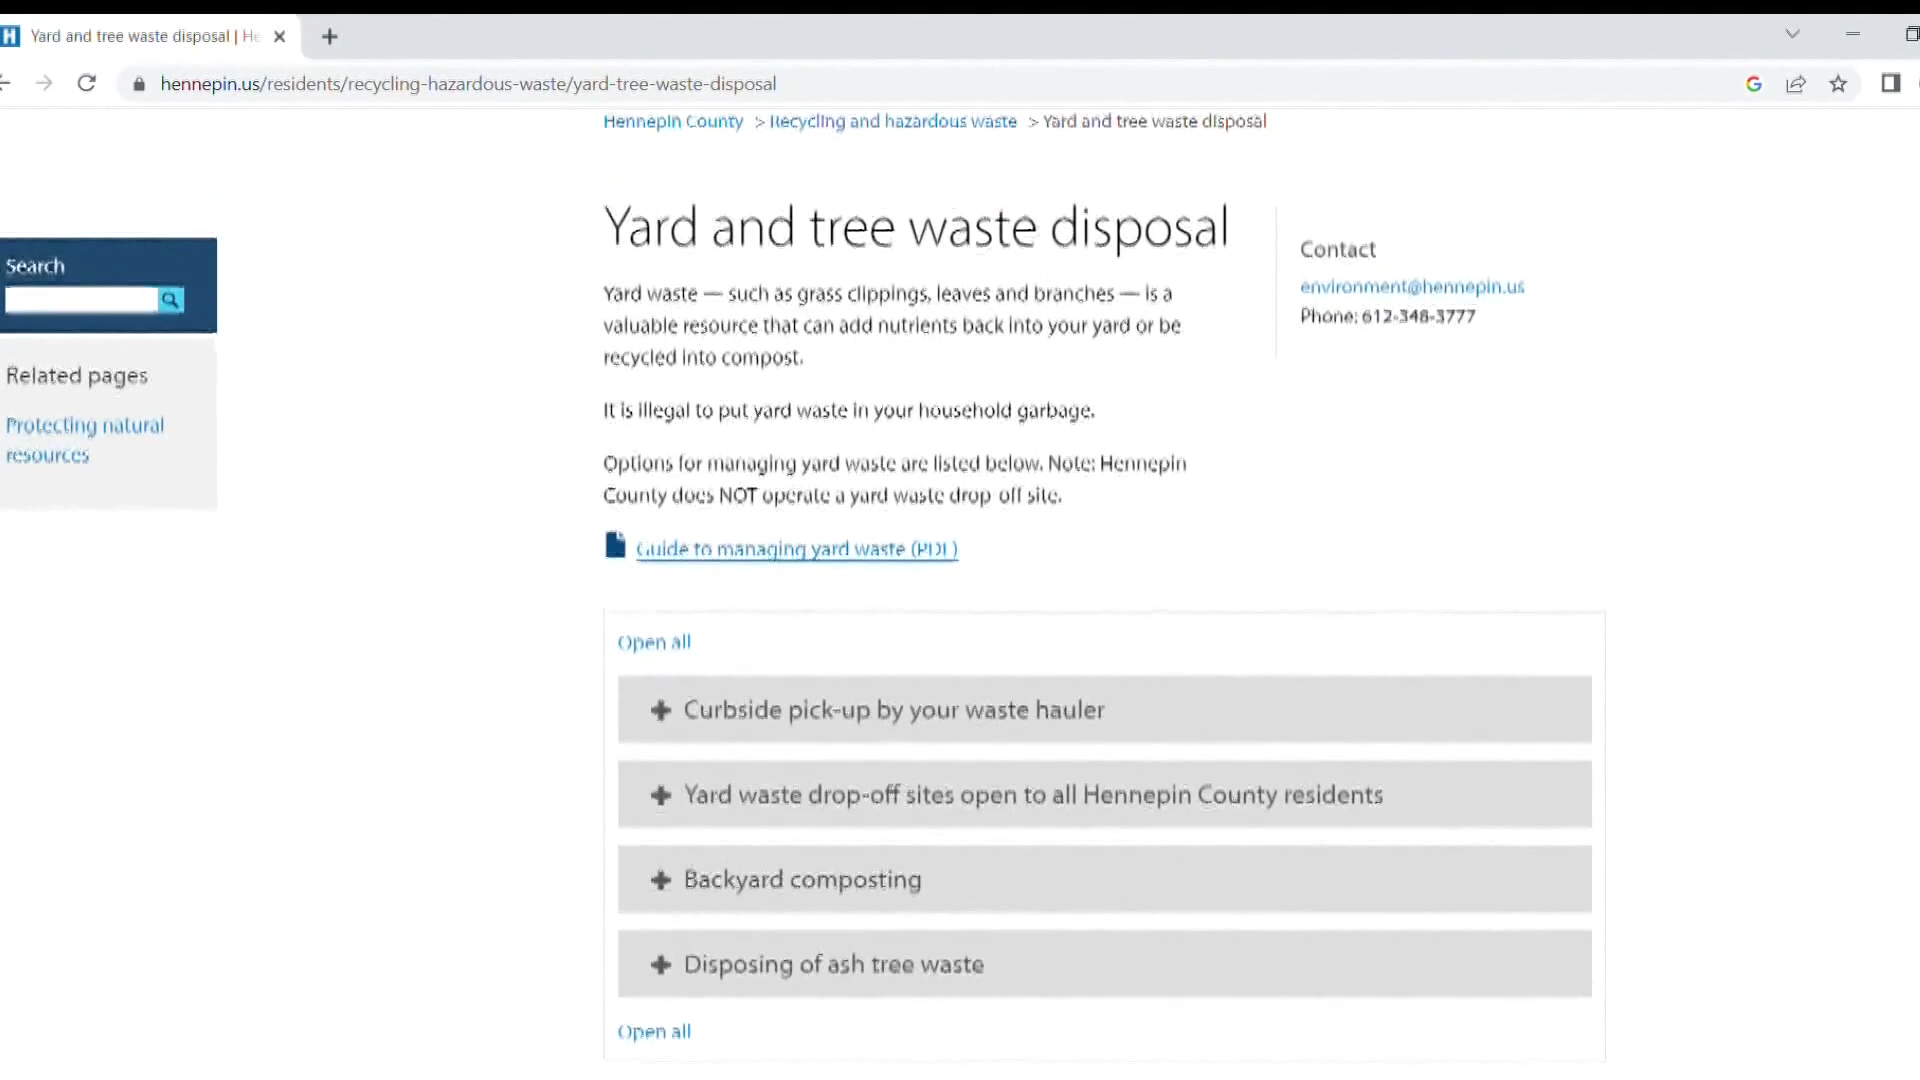 H Yard and tree waste disposal | He
hennepin.us/residents/recycling-hazardous-waste/yard-tree-waste-disposal
Hennepin County > Recycling and hazardous waste > Yard and tree waste disposal
Yard and tree waste disposal
Yard waste — such as grass clippings, leaves and branches — is a
valuable resource that can add nutrients back into your yard or be
recycled into compost.
It is illegal to put yard waste in your household garbage.
Options for managing yard waste are listed below. Note: Hennepin
County does NOT operate a yard waste drop-off site.
Guide to managing yard waste (PDF)
Contact
environment@hennepin.us
Phone: 612-348-3777
Search
Related pages
Protecting natural
resources
Open all
Curbside pick-up by your waste hauler
Yard waste drop-off sites open to all Hennepin County residents
Backyard composting
Disposing of ash tree waste
Open all